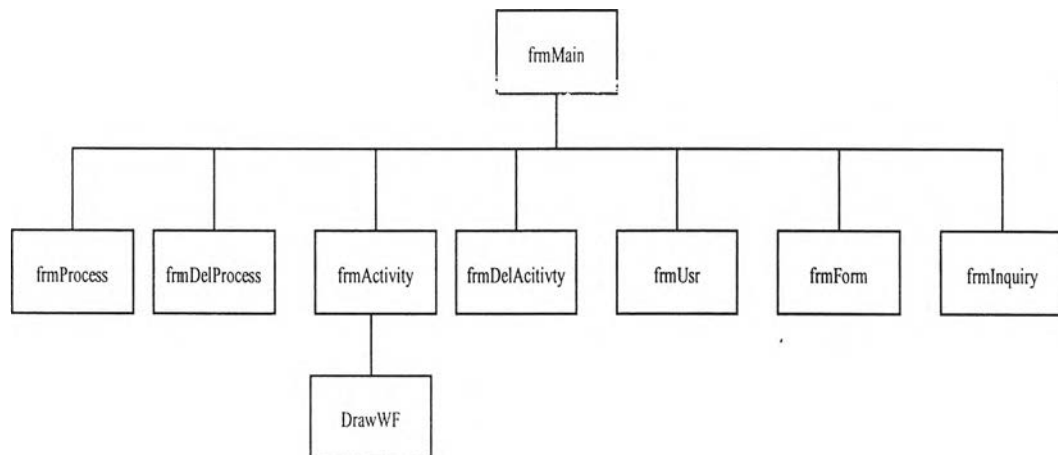 frmMain
frmProcess
frmDelProcess
frmActivity
frmDelAcitivty
frmUsr
frmForm
frmInquiry
DrawWF